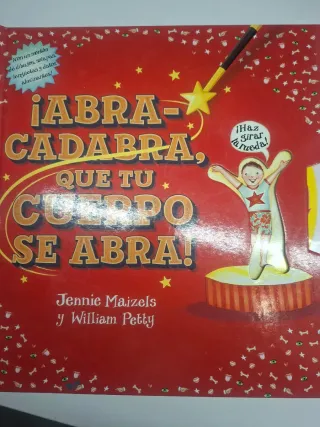 ¡ABRA-
CADABRA,
QUE TU
CUERPO
SE ABRA!
¡Haz
girar
la rueda!
Jennie Maizels
y William Petty